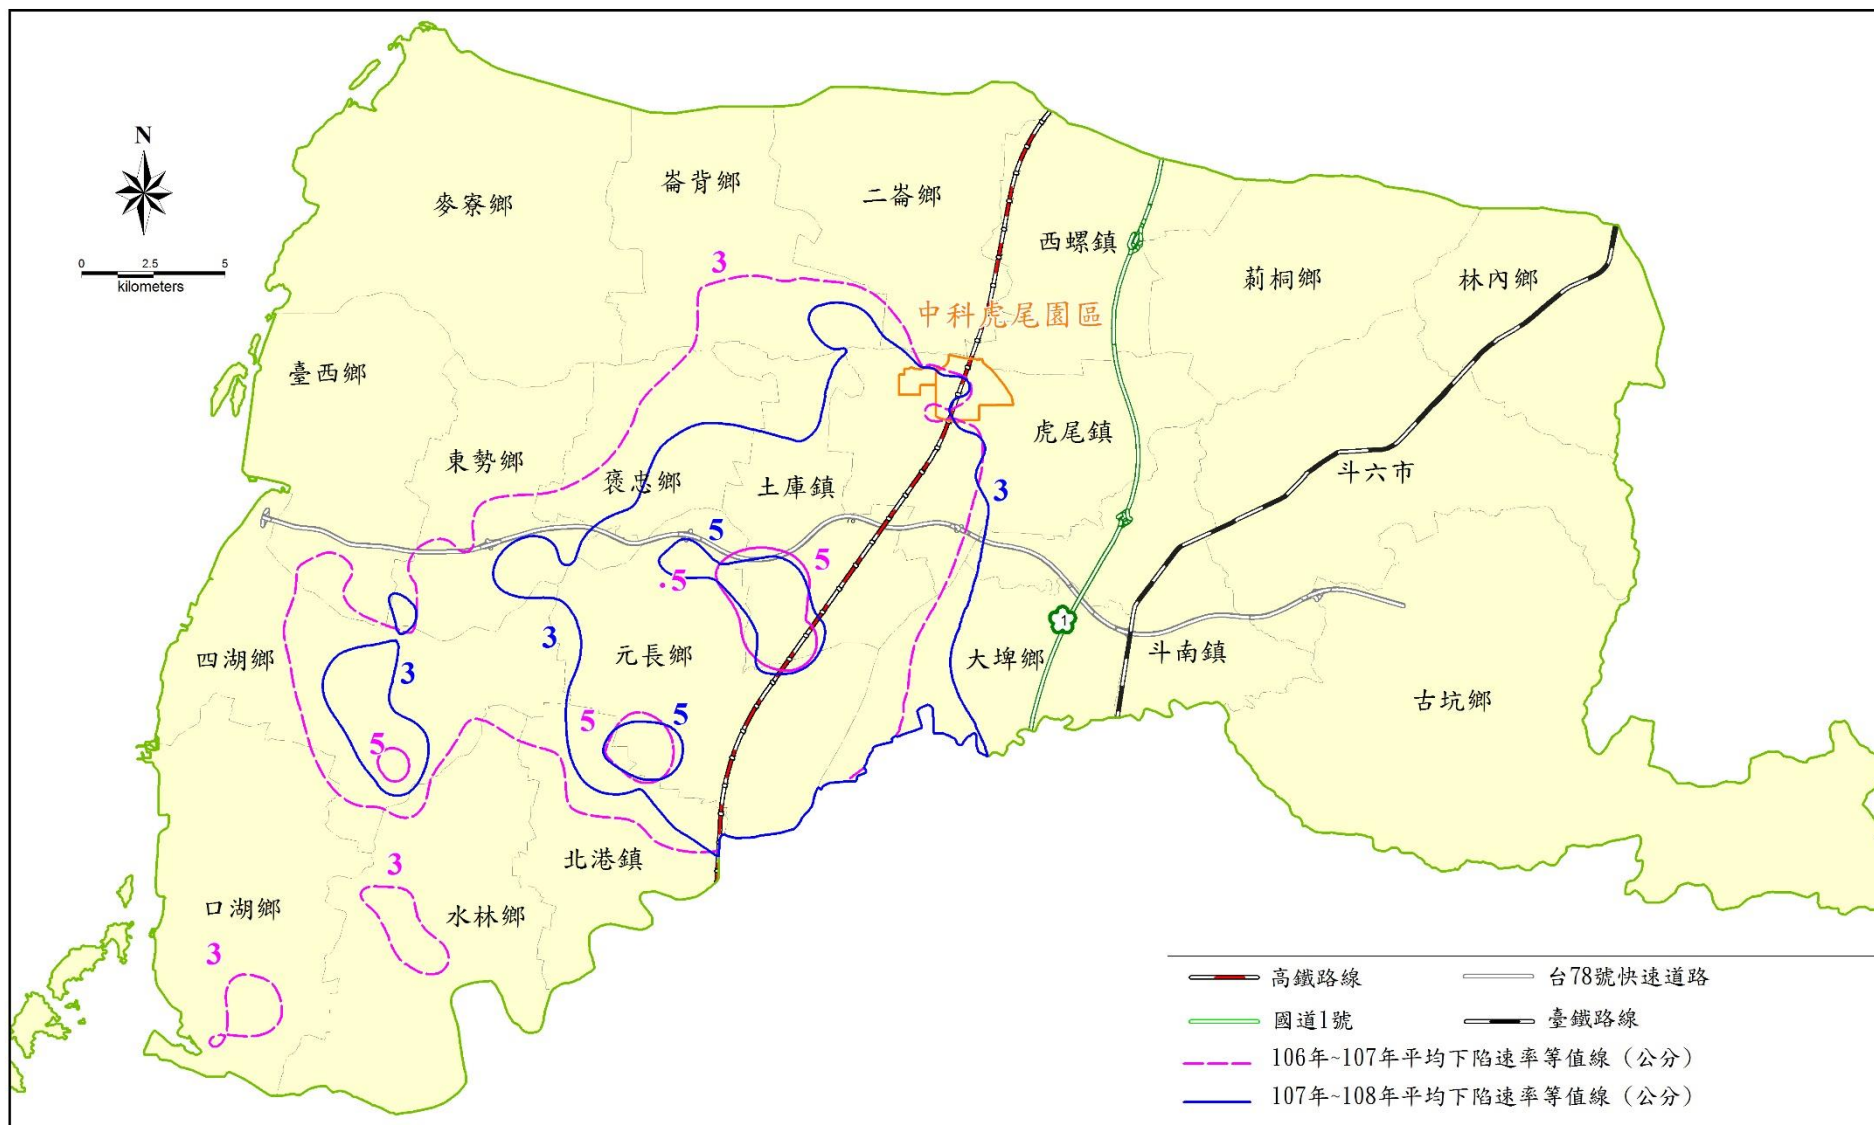 N
0 2.5 5
kilometers
崙背鄉
二崙鄉
麥寮鄉
西螺鎮
3
莿桐鄉
林內鄉
中科虎尾園區
臺西鄉
虎尾鎮
東勢鄉
褒忠鄉
土庫鎮
斗六市
3
5
5
.5
1
3
元長鄉
四湖鄉
3
大埤鄉
斗南鎮
古坑鄉
5
5
5
北港鎮
3
口湖鄉
水林鄉
3
高鐵路線
台78號快速道路
國道1號
臺鐵路線
106年~107年平均下陷速率等值線（公分）
107年~108年平均下陷速率等值線（公分）